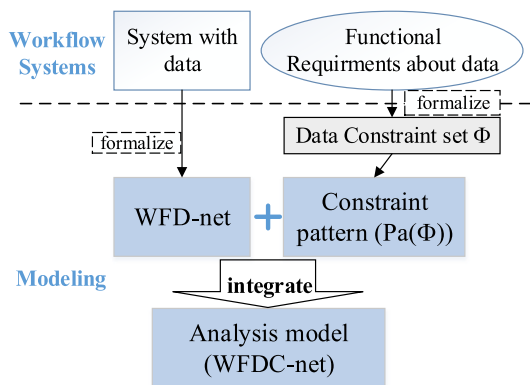 Workflow
Systems
System with
data
Functional
Requirments about data
formalize
formalize
Data Constraint set Φ
WFD-net
+
Constraint
pattern (Pa(Φ))
Modeling
integrate
Analysis model
(WFDC-net)